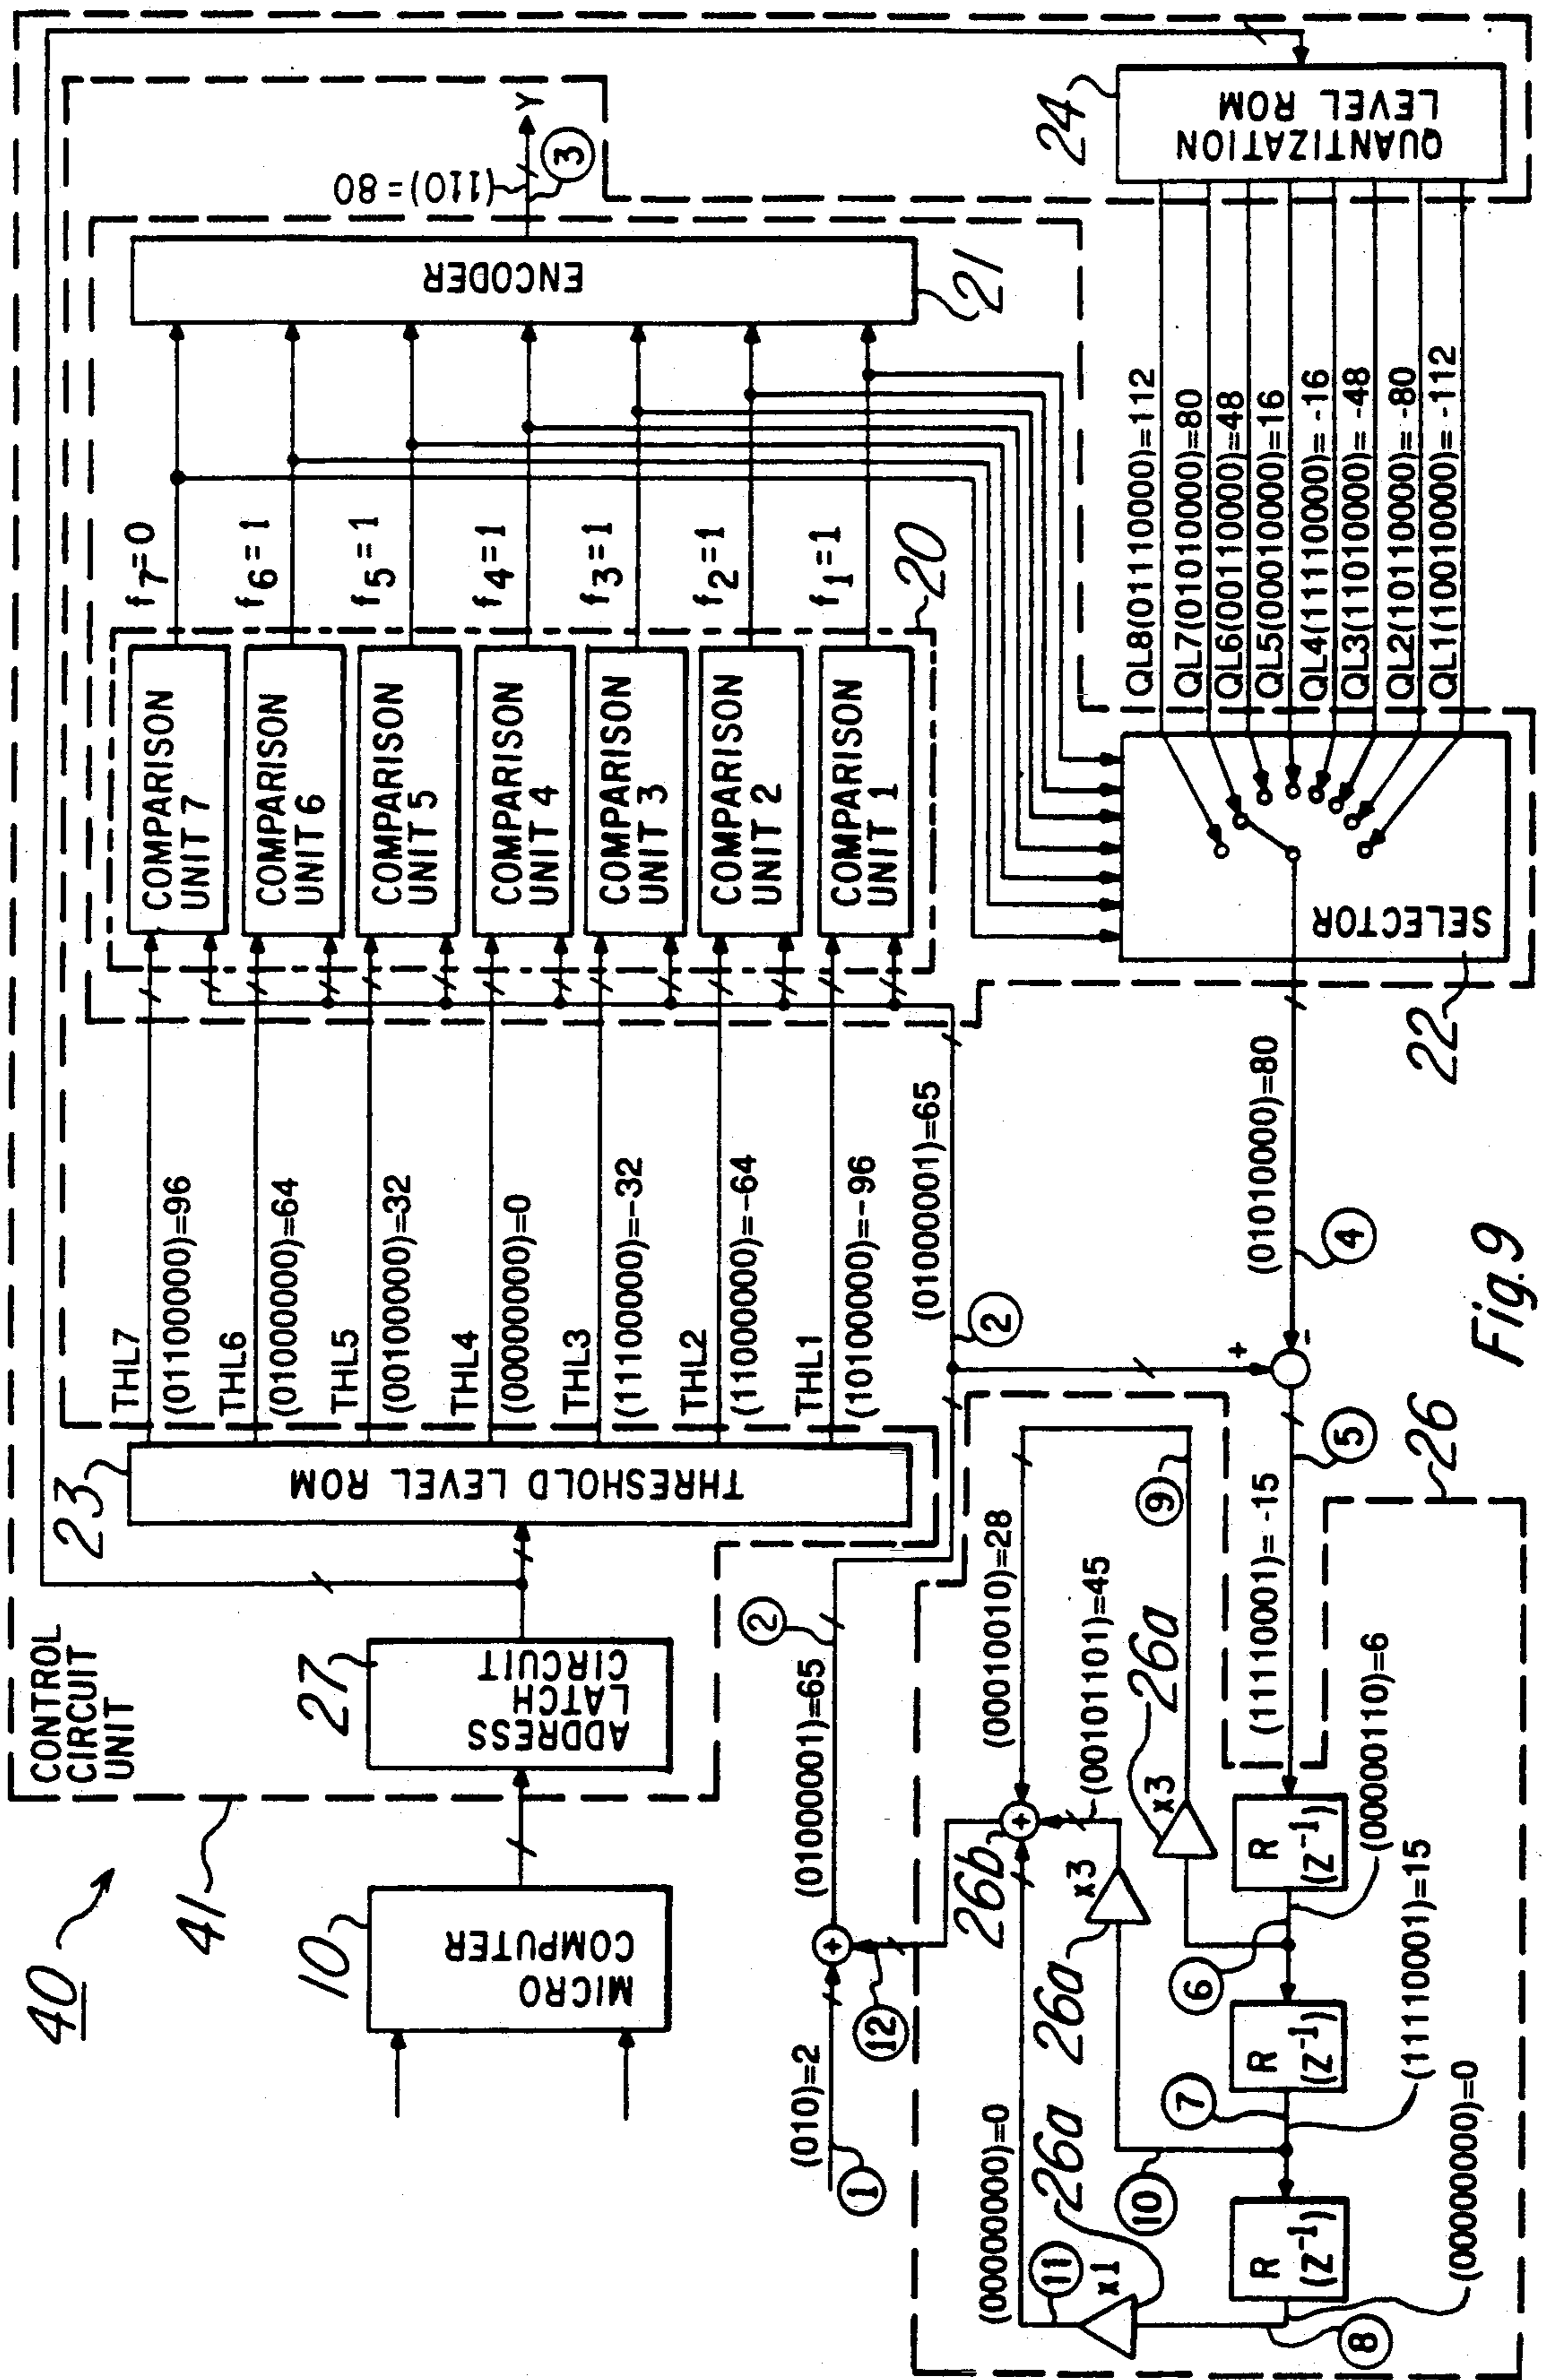 40
41
CONTROL
CIRCUIT
UNIT
10
MICRO
COMPUTER
27
ADDRESS
LATCH
CIRCUIT
23
THRESHOLD LEVEL ROM
THL7
(01100000)=96
THL6
(01000000)=64
THL5
(00100000)=32
THL4
(00000000)=0
THL3
(11100000)=-32
THL2
(11000000)=-64
THL1
(10100000)=-96
COMPARISON
UNIT 7
COMPARISON
UNIT 6
COMPARISON
UNIT 5
COMPARISON
UNIT 4
COMPARISON
UNIT 3
COMPARISON
UNIT 2
COMPARISON
UNIT 1
20
f7=0
f6=1
f5=1
f4=1
f3=1
f2=1
f1=1
ENCODER
21
(110)=80
Y
3
(010)=2
1
+
12
(01000001)=65
2
(01000001)=65
2
+
-
(01010000)=80
4
SELECTOR
22
QL8(01110000)=112
QL7(01010000)=80
QL6(00110000)=48
QL5(00010000)=16
QL4(11110000)= -16
QL3(11010000)= -48
QL2(10110000)= -80
QL1(10010000)= -112
QUANTIZATION
LEVEL ROM
24
(00000000)=0
11
x1
26a
26a
x3
26b
+
(00010010)=28
(00101101)=45
26a
x3
9
10
(11110001)= -15
5
26
R
(Z-1)
R
(Z-1)
R
(Z-1)
6
7
8
(00000110)=6
(11110001)=15
(00000000)=0
Fig.9